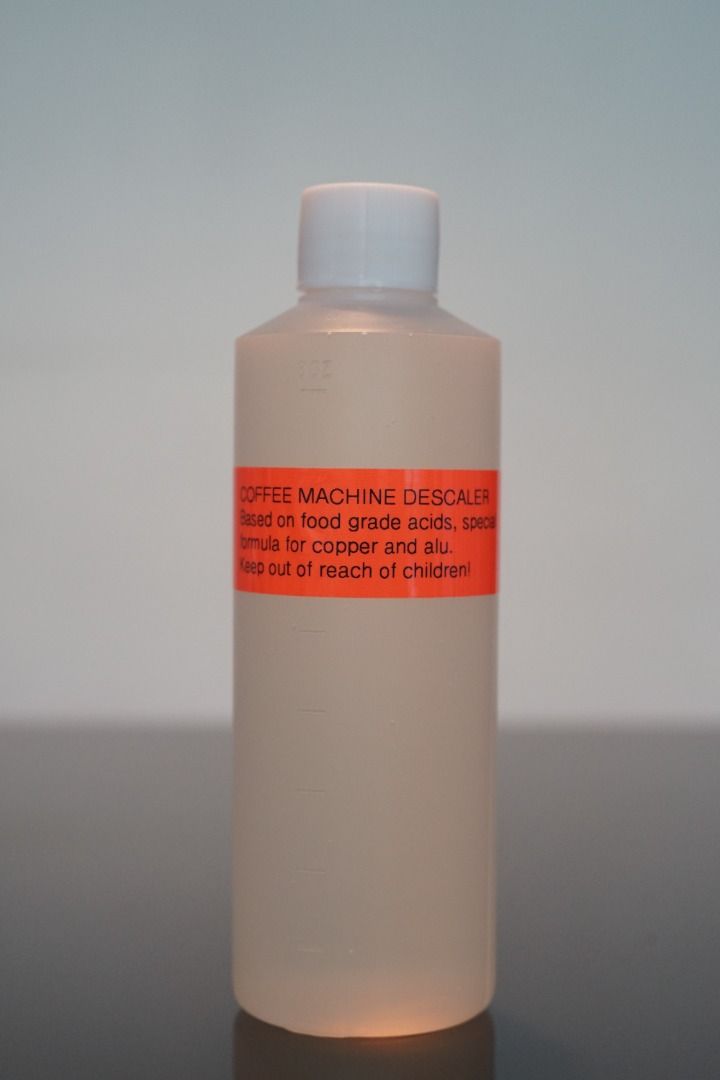 8OZ
COFFEE MACHINE DESCALER
Based on food grade acids, special
formula for copper and alu.
Keep out of reach of children!